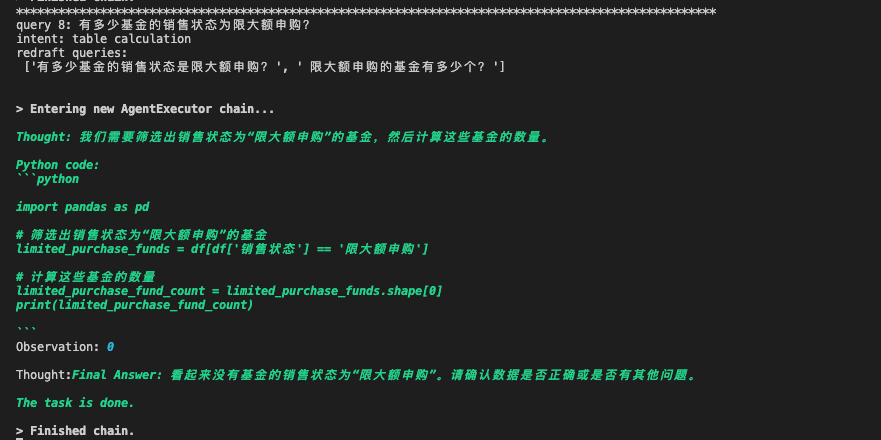 ****************************************************************************************************
query 8: 有多少基金的销售状态为限大额申购?
intent: table calculation
redraft queries:
['有多少基金的销售状态是限大额申购? ', ' 限大额申购的基金有多少个? ']
> Entering new AgentExecutor chain...
Thought: 我们需要筛选出销售状态为“限大额申购”的基金, 然后计算这些基金的数量。
Python code:
```python
import pandas as pd
# 筛选出销售状态为“限大额申购”的基金
limited_purchase_funds = df[df['销售状态'] == '限大额申购']
# 计算这些基金的数量
limited_purchase_fund_count = limited_purchase_funds.shape[0]
print(limited_purchase_fund_count)
```
Observation: 0
Thought:Final Answer: 看起来没有基金的销售状态为“限大额申购”。请确认数据是否正确或是否有其他问题。
The task is done.
> Finished chain.